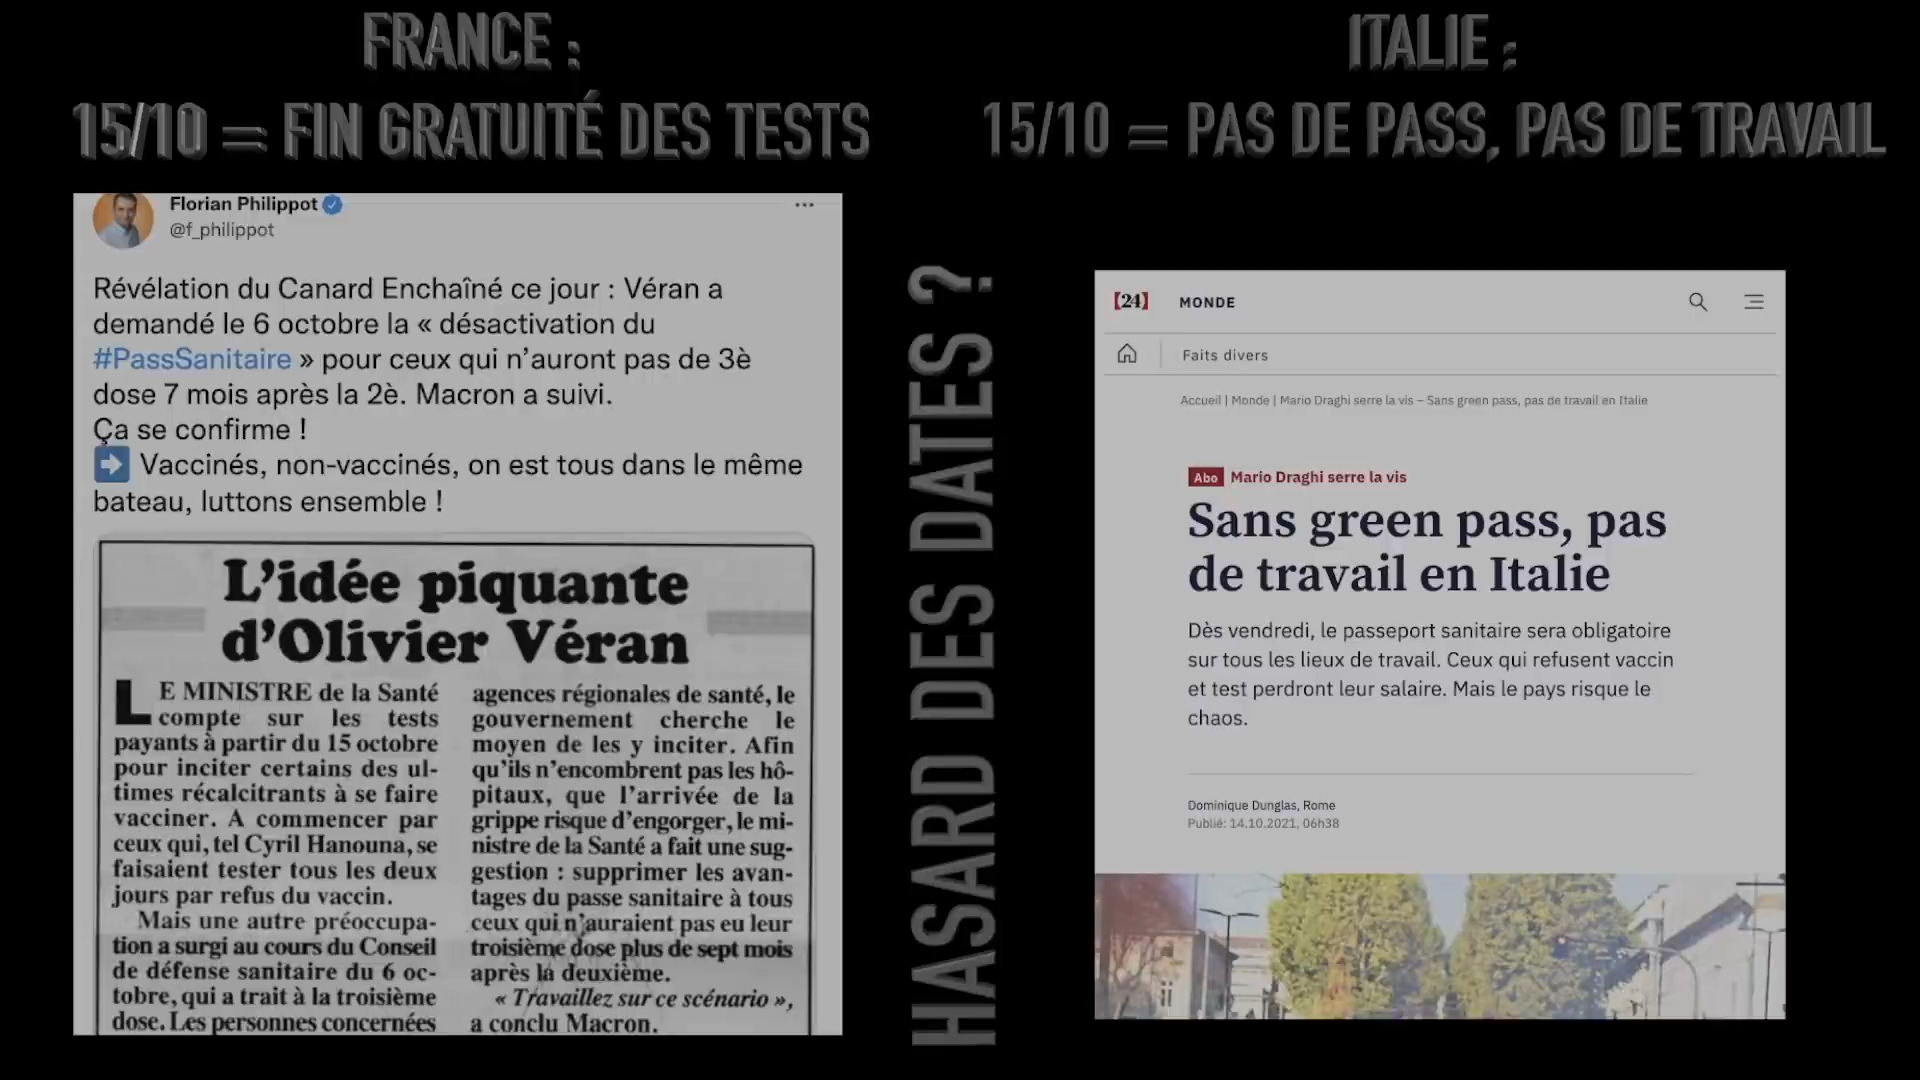 FRANCE :
15/10 = FIN GRATUITÉ DES TESTS
Florian Philippot
@f_philippot
Révélation du Canard Enchaîné ce jour : Véran a
demandé le 6 octobre la « désactivation du
#PassSanitaire » pour ceux qui n’auront pas de 3è
dose 7 mois après la 2è. Macron a suivi.
Ça se confirme !
Vaccinés, non-vaccinés, on est tous dans le même
bateau, luttons ensemble !
L’idée piquante
d’Olivier Véran
LE MINISTRE de la Santé
compte sur les tests
payants à partir du 15 octobre
pour inciter certains des ul-
times récalcitrants à se faire
vacciner. A commencer par
ceux qui, tel Cyril Hanouna, se
faisaient tester tous les deux
jours par refus du vaccin.
Mais une autre préoccupa-
tion a surgi au cours du Conseil
de défense sanitaire du 6 oc-
tobre, qui a trait à la troisième
dose. Les personnes concernées
agences régionales de santé, le
gouvernement cherche le
moyen de les y inciter. Afin
qu’ils n’encombrent pas les hô-
pitaux, que l’arrivée de la
grippe risque d’engorger, le mi-
nistre de la Santé a fait une sug-
gestion : supprimer les avan-
tages du passe sanitaire à tous
ceux qui n’auraient pas eu leur
troisième dose plus de sept mois
après la deuxième.
« Travaillez sur ce scénario »,
a conclu Macron.
HASARD DES DATES ?
ITALIE :
15/10 = PAS DE PASS, PAS DE TRAVAIL
[24] MONDE
Faits divers
Accueil | Monde | Mario Draghi serre la vis – Sans green pass, pas de travail en Italie
Abo Mario Draghi serre la vis
Sans green pass, pas
de travail en Italie
Dès vendredi, le passeport sanitaire sera obligatoire
sur tous les lieux de travail. Ceux qui refusent vaccin
et test perdront leur salaire. Mais le pays risque le
chaos.
Dominique Dunglas, Rome
Publié: 14.10.2021, 06h38